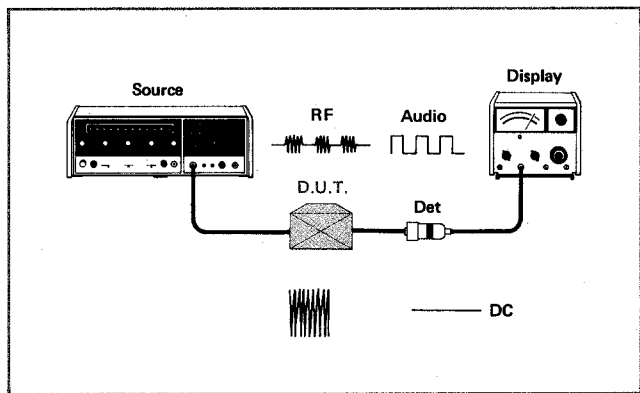 Source
Display
RF
Audio
D.U.T.
Det
DC